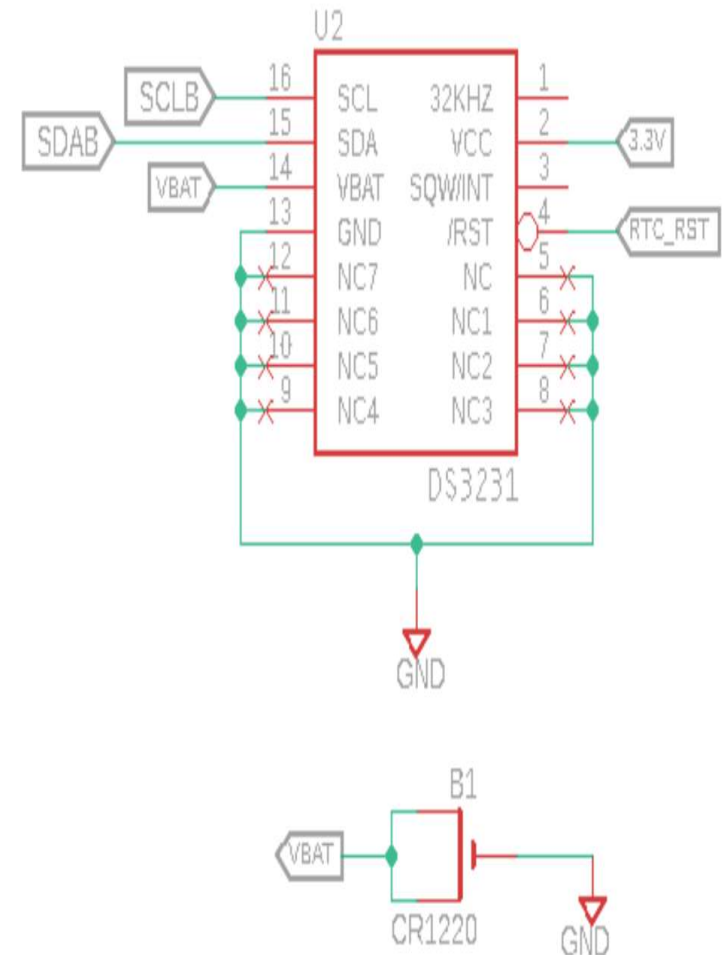 U2
SCLB 16 SCL 32KHZ 1
SDAB 15 SDA VCC 2 3.3V
VBAT 14 VBAT SQW/INT 3
13 GND /RST 4 RTC_RST
12 NC7 NC 5
11 NC6 NC1 6
10 NC5 NC2 7
9 NC4 NC3 8
DS3231
GND
B1
VBAT
CR1220
GND